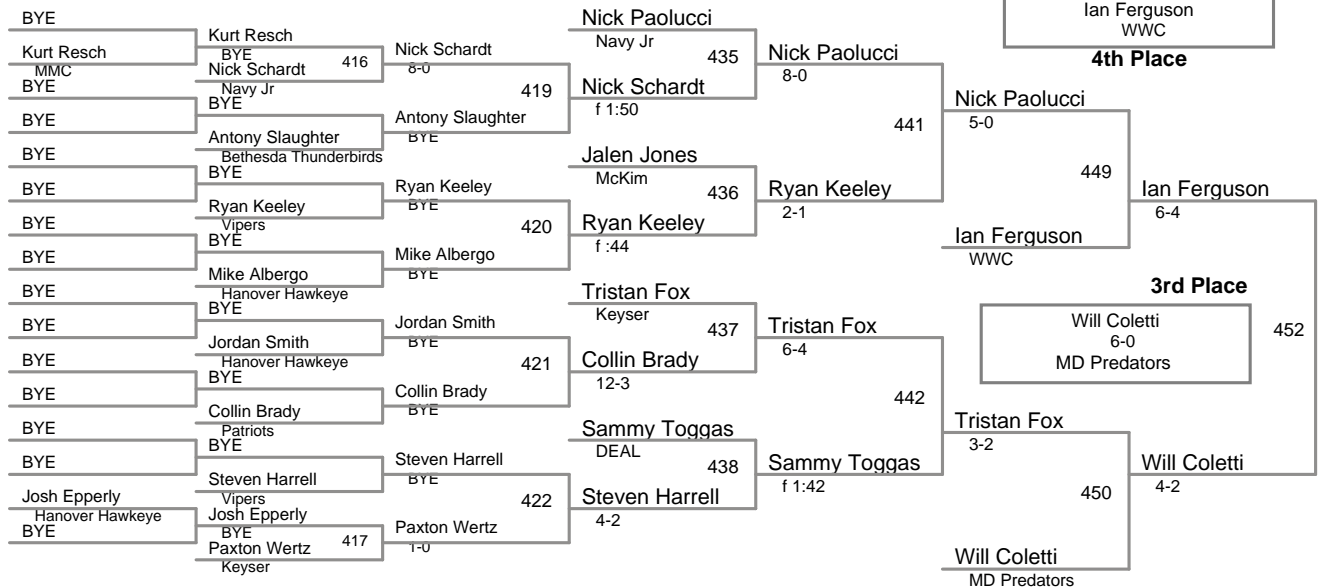 BYE
Kurt Resch
MMC
BYE
BYE
BYE
BYE
BYE
BYE
BYE
BYE
BYE
BYE
BYE
BYE
Josh Epperly
Hanover Hawkeye
BYE
Kurt Resch
BYE
416
Nick Schardt
Navy Jr
BYE
Antony Slaughter
Bethesda Thunderbirds
BYE
Ryan Keeley
Vipers
BYE
Mike Albergo
Hanover Hawkeye
BYE
Jordan Smith
Hanover Hawkeye
BYE
Collin Brady
Patriots
BYE
Steven Harrell
Vipers
Josh Epperly
BYE
417
Paxton Wertz
Keyser
Nick Schardt
8-0
419
Antony Slaughter
BYE
Ryan Keeley
BYE
420
Mike Albergo
BYE
Jordan Smith
BYE
421
Collin Brady
BYE
Steven Harrell
BYE
422
Paxton Wertz
1-0
Nick Paolucci
Navy Jr
435
Nick Schardt
f 1:50
Jalen Jones
McKim
436
Ryan Keeley
f :44
Tristan Fox
Keyser
437
Collin Brady
12-3
Sammy Toggas
DEAL
438
Steven Harrell
4-2
Nick Paolucci
8-0
441
Ryan Keeley
2-1
Tristan Fox
6-4
442
Sammy Toggas
f 1:42
Ian Ferguson
WWC
4th Place
Nick Paolucci
5-0
449
Ian Ferguson
WWC
Ian Ferguson
6-4
3rd Place
Will Coletti
6-0
MD Predators
452
Tristan Fox
3-2
450
Will Coletti
MD Predators
Will Coletti
4-2